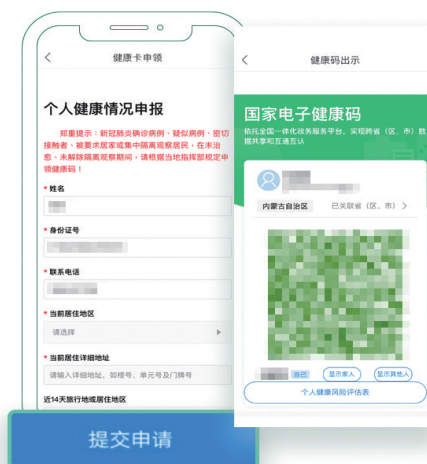 健康卡申领
个人健康情况申报
郑重提示：新冠肺炎确诊病例、疑似病例、密切
接触者、被要求居家或集中隔离观察居民，在未治
愈、未解除隔离观察期间，请根据当地指挥部规定申
领健康码！
* 姓名
* 身份证号
* 联系电话
* 当前居住地区
请选择
* 当前居住详细地址
请输入详细地址，如楼号、单元号及门牌号
近14天旅行地或居住地区
提交申请
健康码出示
国家电子健康码
依托全国一体化政务服务平台，实现跨省（区、市）数
据共享和互通互认
内蒙古自治区
已关联省（区、市）
自己
显示家人
显示其他人
个人健康风险评估表